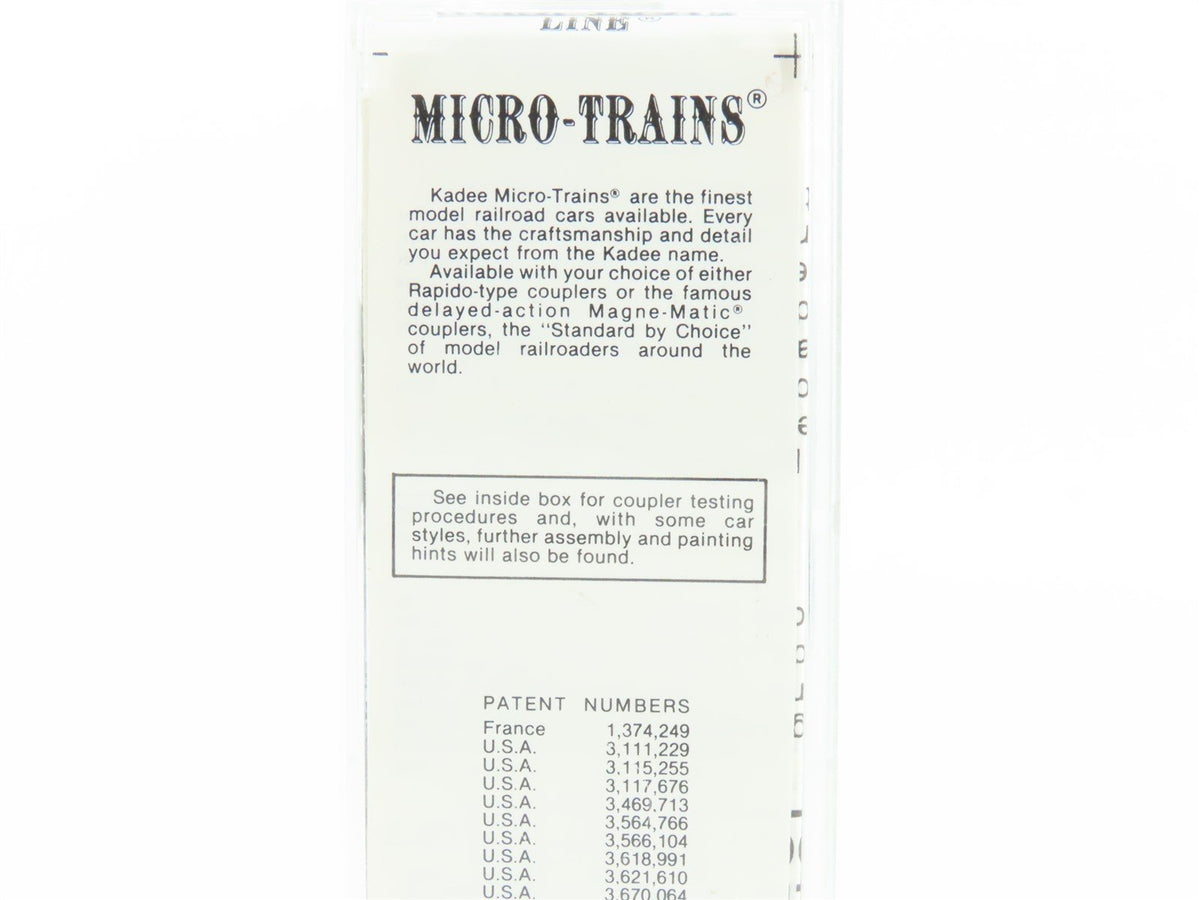 LINE®
MICRO-TRAINS®
Kadee Micro-Trains® are the finest
model railroad cars available. Every
car has the craftsmanship and detail
you expect from the Kadee name.
Available with your choice of either
Rapido-type couplers or the famous
delayed-action Magne-Matic®
couplers, the "Standard by Choice"
of model railroaders around the
world.
See inside box for coupler testing
procedures and, with some car
styles, further assembly and painting
hints will also be found.
PATENT NUMBERS
France 1,374,249
U.S.A. 3,111,229
U.S.A. 3,115,255
U.S.A. 3,117,676
U.S.A. 3,469,713
U.S.A. 3,564,766
U.S.A. 3,566,104
U.S.A. 3,618,991
U.S.A. 3,621,610
U.S.A. 3,670,064